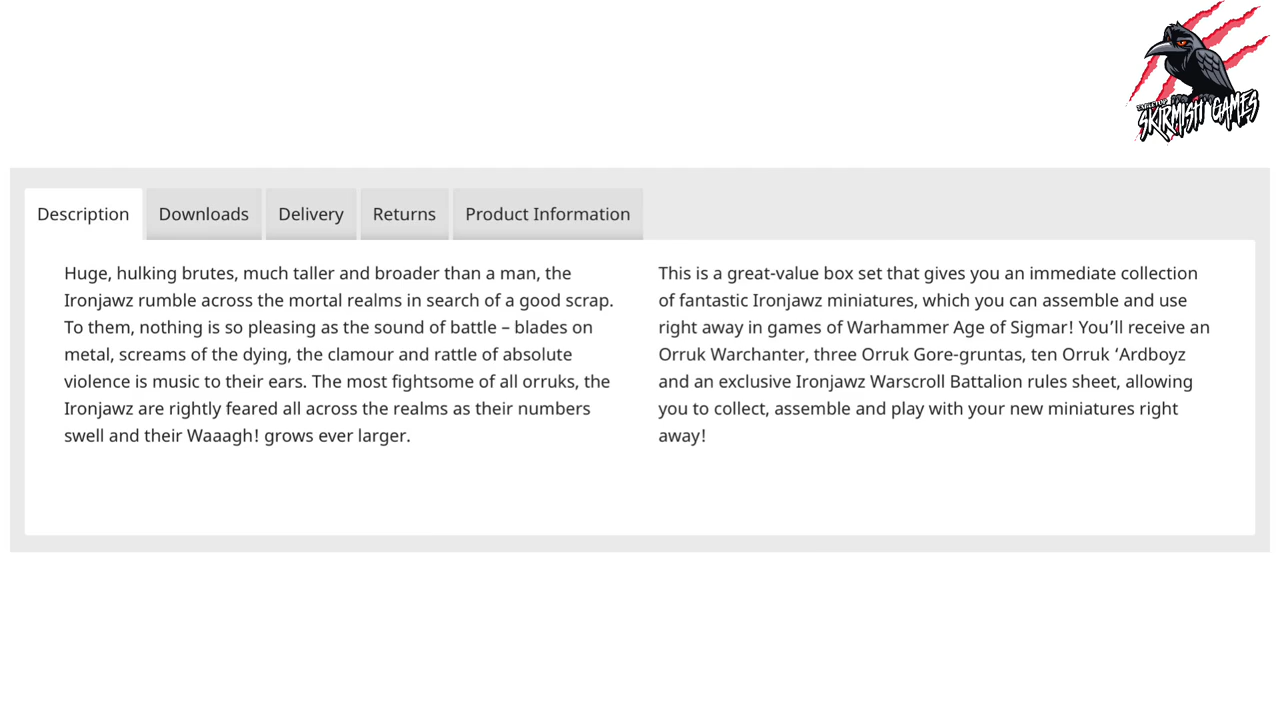 SKIRMISH GAMES
Description
Downloads
Delivery
Returns
Product Information
Huge, hulking brutes, much taller and broader than a man, the
Ironjawz rumble across the mortal realms in search of a good scrap.
To them, nothing is so pleasing as the sound of battle – blades on
metal, screams of the dying, the clamour and rattle of absolute
violence is music to their ears. The most fightsome of all orruks, the
Ironjawz are rightly feared all across the realms as their numbers
swell and their Waaagh! grows ever larger.
This is a great-value box set that gives you an immediate collection
of fantastic Ironjawz miniatures, which you can assemble and use
right away in games of Warhammer Age of Sigmar! You’ll receive an
Orruk Warchanter, three Orruk Gore-gruntas, ten Orruk ‘Ardboyz
and an exclusive Ironjawz Warscroll Battalion rules sheet, allowing
you to collect, assemble and play with your new miniatures right
away!